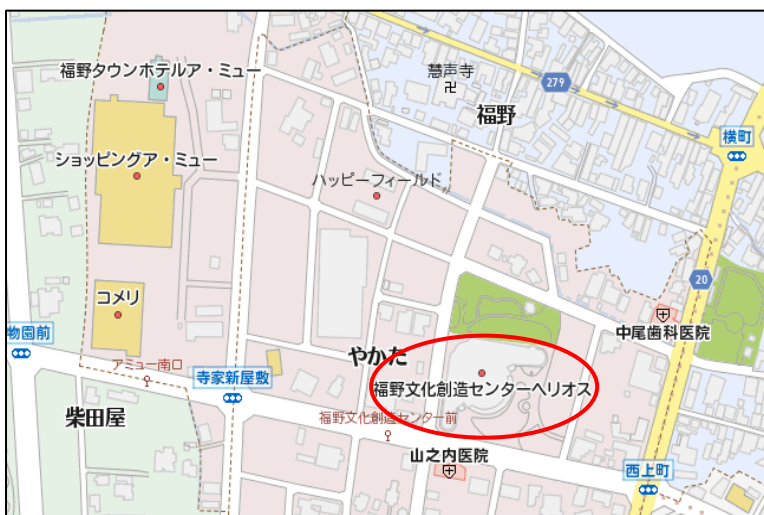 慧声寺
福野タウンホテルア・ミュー
279
福野
横町
ショッピングア・ミュー
ハッピーフィールド
20
コメリ
物園前
中尾歯科医院
やかた
アミュー南口
寺家新屋敷
福野文化創造センターヘリオス
柴田屋
福野文化創造センター前
山之内医院
西上町